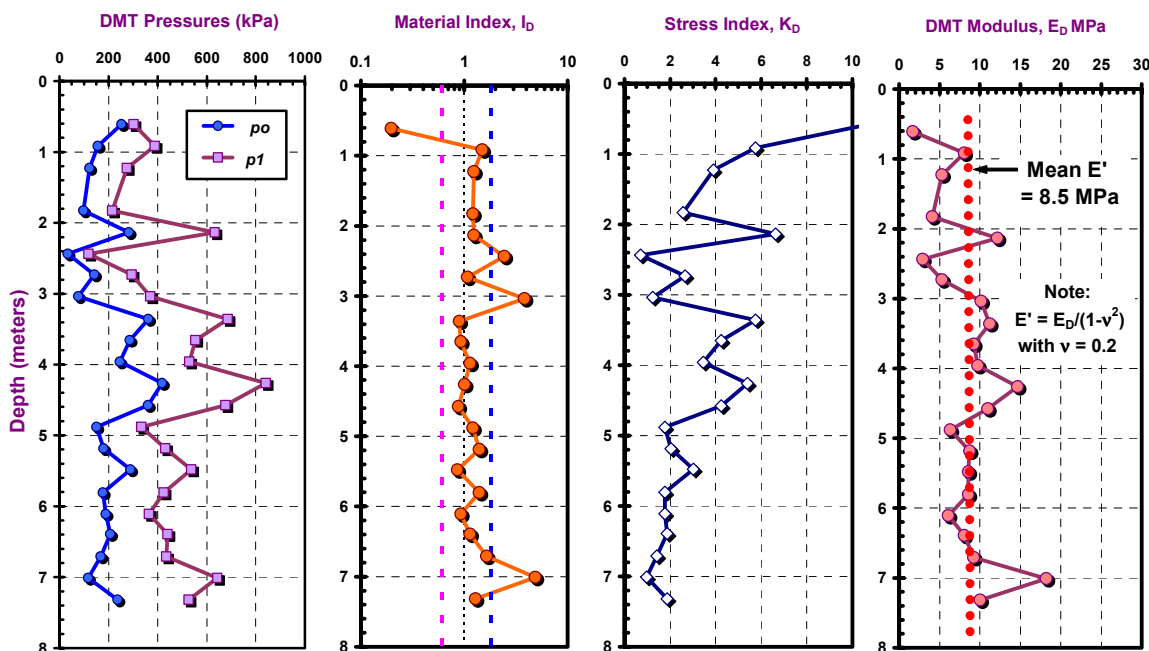 DMT Pressures (kPa)
0 200 400 600 800 1000
0
1
2
3
4
5
6
7
8
Depth (meters)
po
p1
Material Index, I_D
0.1 1 10
0
1
2
3
4
5
6
7
8
Stress Index, K_D
0 2 4 6 8 10
0
1
2
3
4
5
6
7
8
DMT Modulus, E_D MPa
0 5 10 15 20 25 30
0
1
2
3
4
5
6
7
8
Mean E'
= 8.5 MPa
Note:
E' = E_D/(1-ν²)
with ν = 0.2